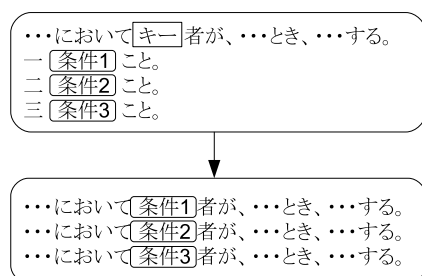 ・・・においてキー者が、・・・とき、・・・する。
一 条件1 こと。
二 条件2 こと。
三 条件3 こと。
・・・において条件1者が、・・・とき、・・・する。
・・・において条件2者が、・・・とき、・・・する。
・・・において条件3者が、・・・とき、・・・する。